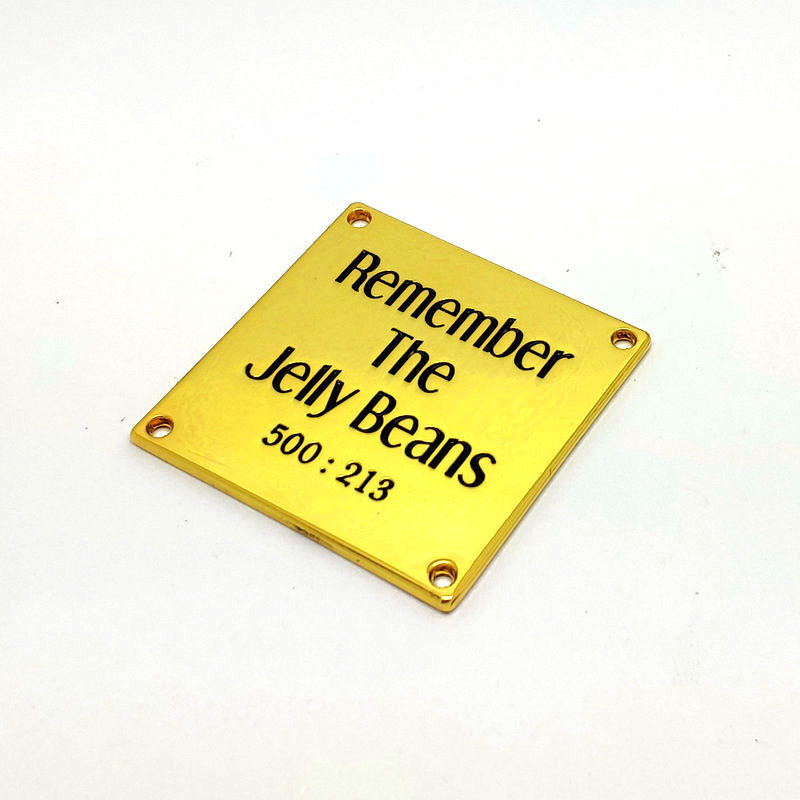 Remember
The
Jelly Beans
500 : 213